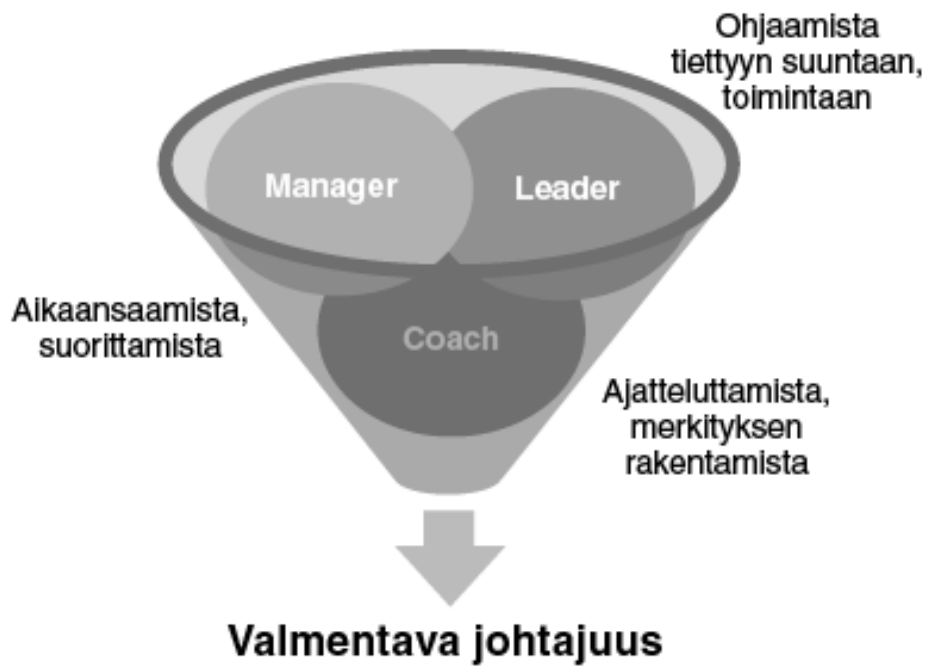 Ohjaamista
tiettyyn suuntaan,
toimintaan
Manager
Leader
Aikaansaamista,
suorittamista
Coach
Ajatteluttamista,
merkityksen
rakentamista
Valmentava johtajuus